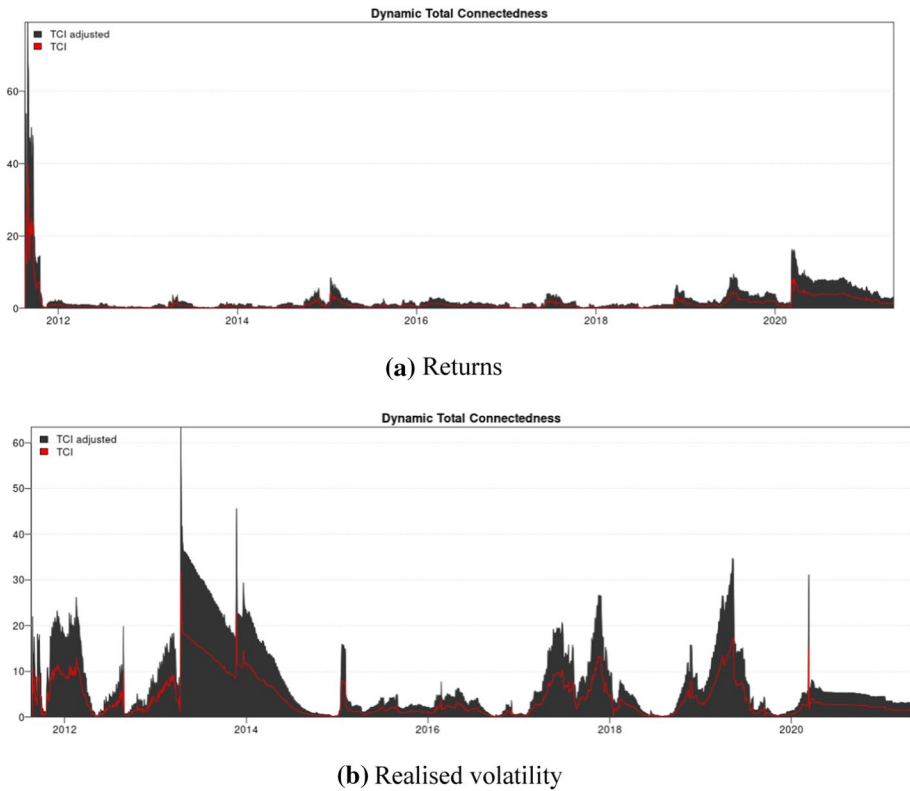 Dynamic Total Connectedness
TCI adjusted
TCI
60
40
20
0
2012 2014 2016 2018 2020
(a) Returns
Dynamic Total Connectedness
TCI adjusted
TCI
60
50
40
30
20
10
0
2012 2014 2016 2018 2020
(b) Realised volatility